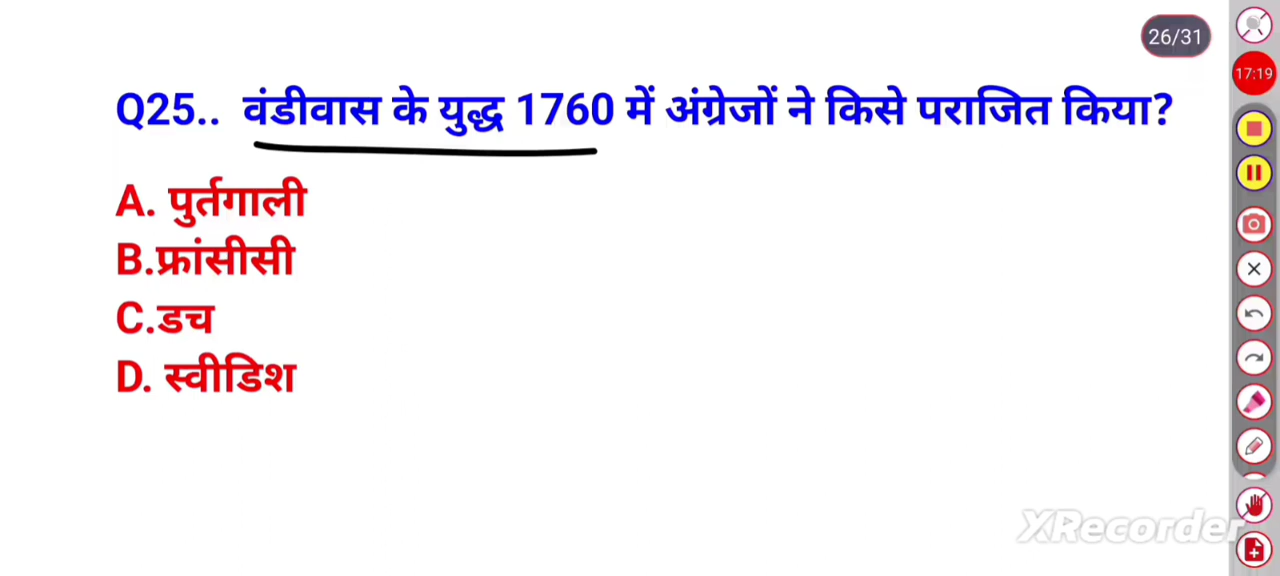 26/31
17:19
Q25.. वंडीवास के युद्ध 1760 में अंग्रेजों ने किसे पराजित किया?
A. पुर्तगाली
B.फ्रांसीसी
C.डच
D. स्वीडिश
XRecorder